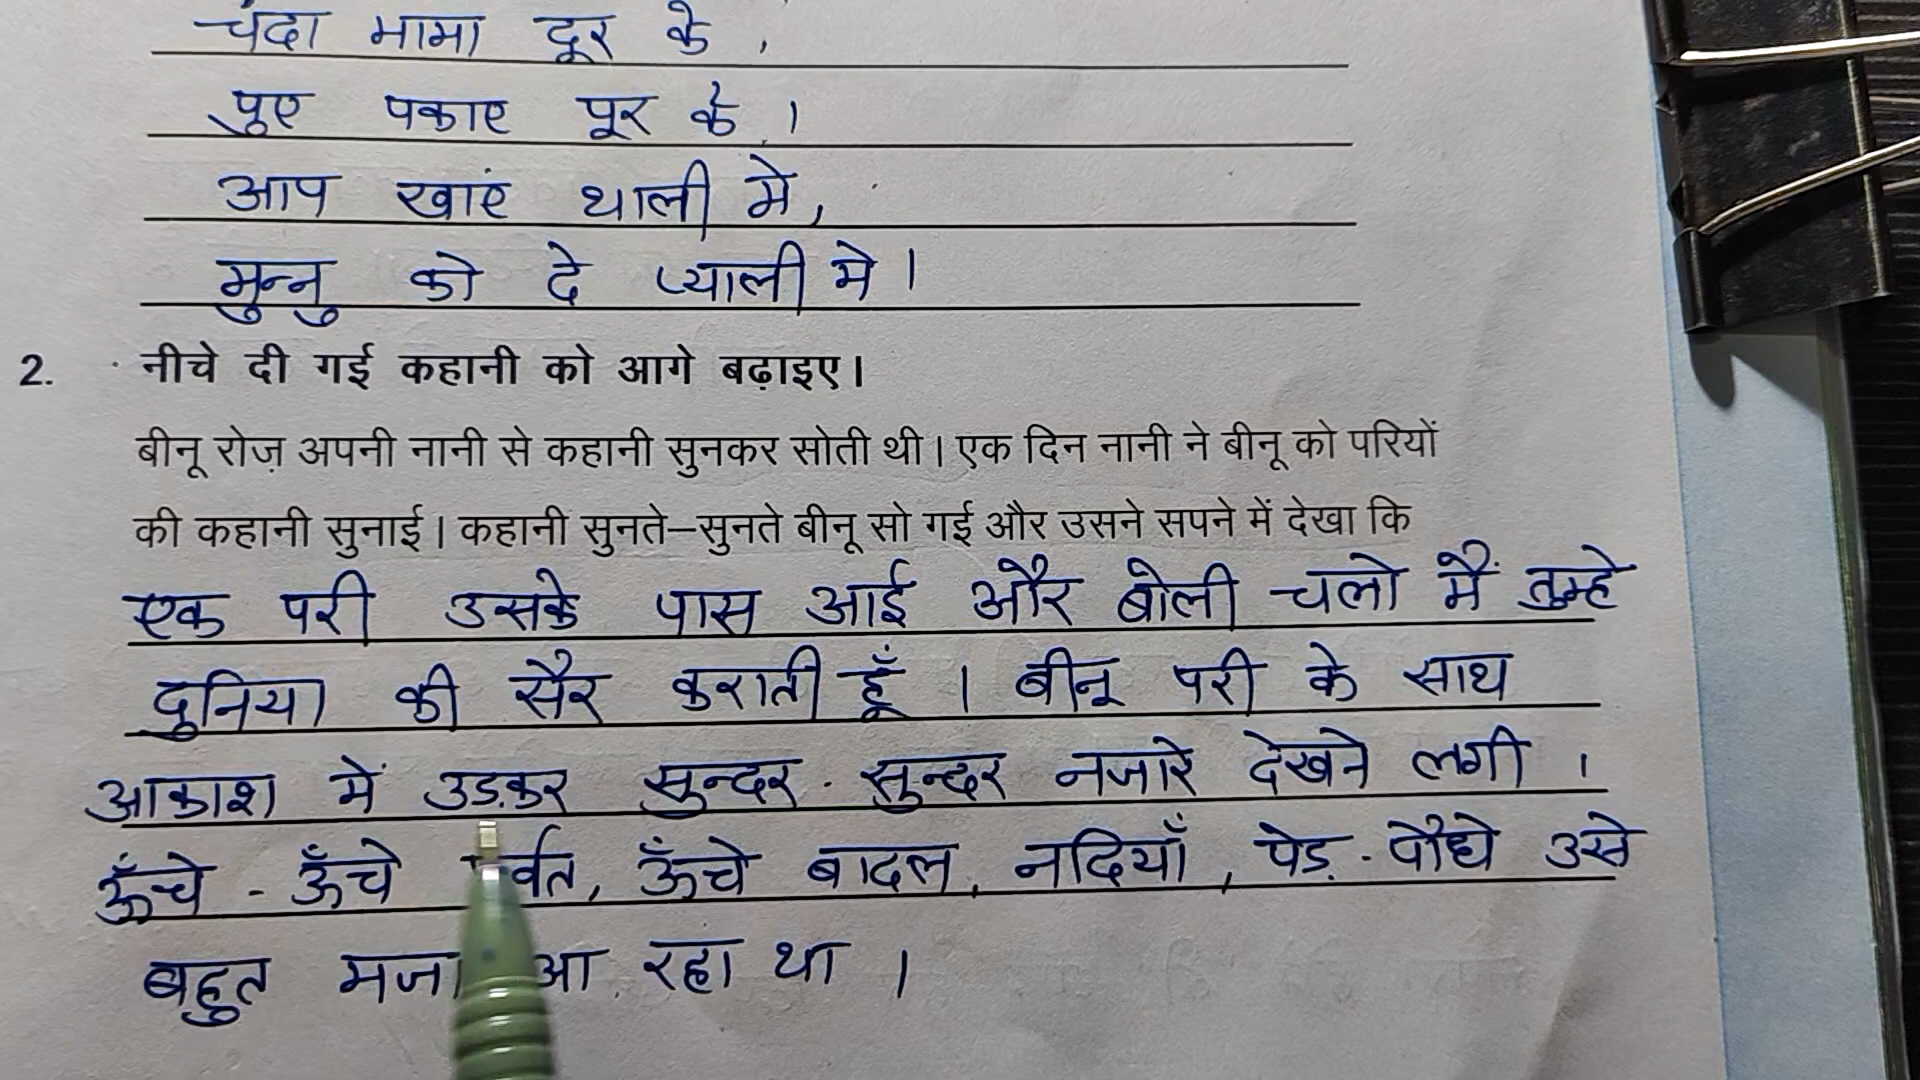 चंदा मामा दूर के,
पुए पकाए पूर के।
आप खाएं थाली मे,
मुन्नु को दे प्याली मे।
2. नीचे दी गई कहानी को आगे बढ़ाइए।
बीनू रोज़ अपनी नानी से कहानी सुनकर सोती थी। एक दिन नानी ने बीनू को परियों
की कहानी सुनाई। कहानी सुनते–सुनते बीनू सो गई और उसने सपने में देखा कि
एक परी उसके पास आई और बोली चलो मैं तुम्हे
दुनिया की सैर कराती हूँ। बीनू परी के साथ
आकाश में उड़कर सुन्दर-सुन्दर नजारे देखने लगी।
ऊँचे-ऊँचे पर्वत, ऊँचे बादल, नदियाँ, पेड़-पौधे उसे
बहुत मजा आ रहा था।